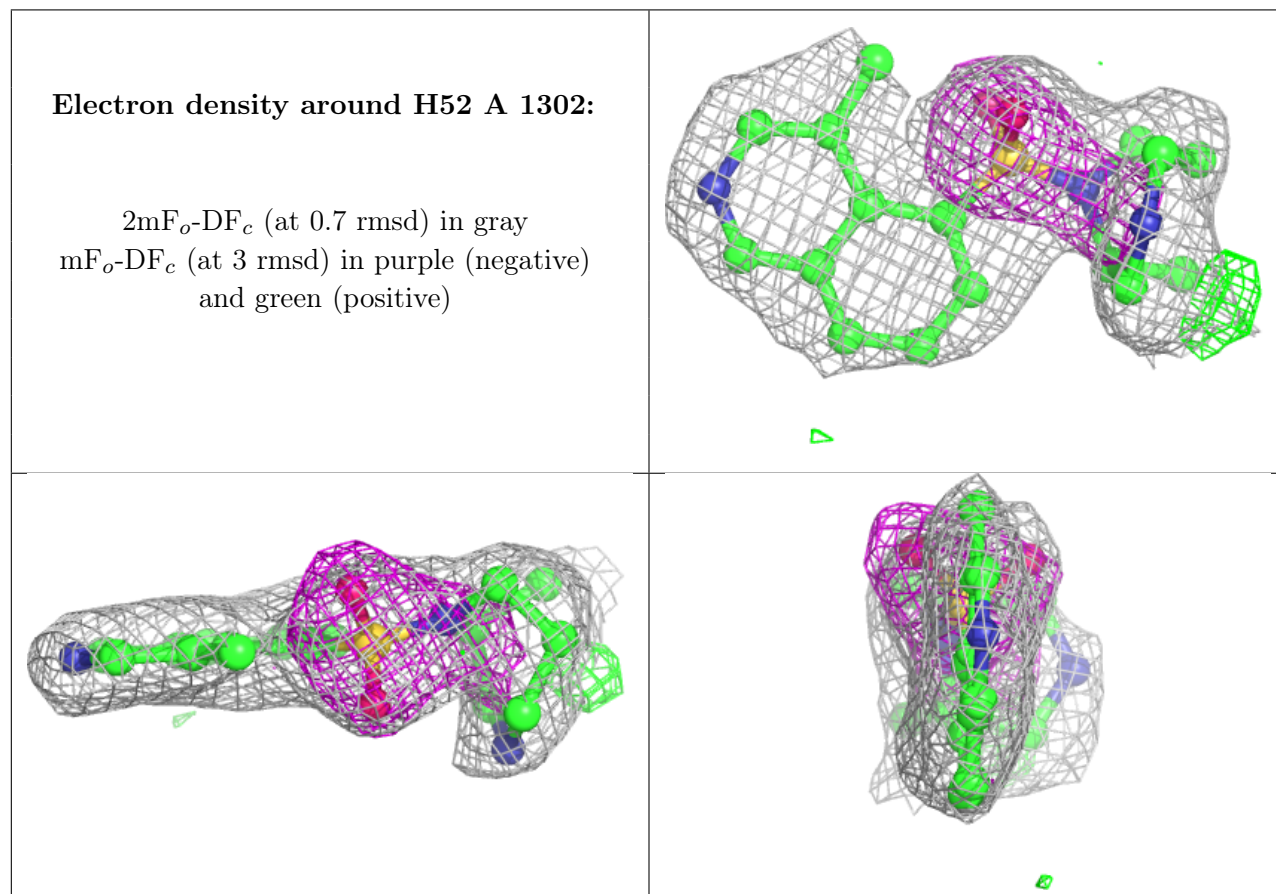 Electron density around H52 A 1302:
2mFo-DFc (at 0.7 rmsd) in gray
mFo-DFc (at 3 rmsd) in purple (negative)
and green (positive)